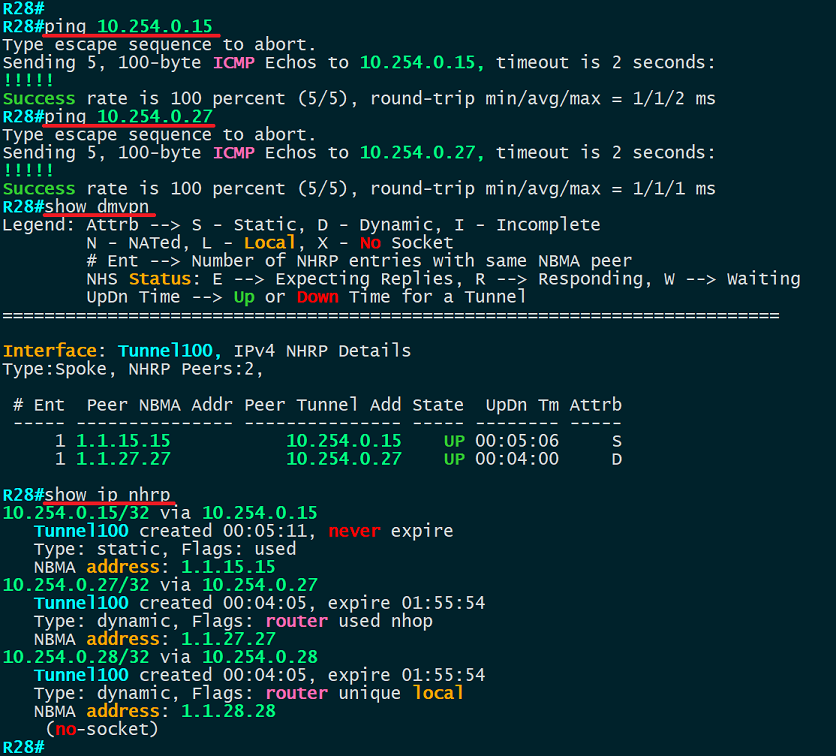 R28#
R28#ping 10.254.0.15
Type escape sequence to abort.
Sending 5, 100-byte ICMP Echos to 10.254.0.15, timeout is 2 seconds:
!!!!!
Success rate is 100 percent (5/5), round-trip min/avg/max = 1/1/2 ms
R28#ping 10.254.0.27
Type escape sequence to abort.
Sending 5, 100-byte ICMP Echos to 10.254.0.27, timeout is 2 seconds:
!!!!!
Success rate is 100 percent (5/5), round-trip min/avg/max = 1/1/1 ms
R28#show dmvpn
Legend: Attrb --> S - Static, D - Dynamic, I - Incomplete
        N - NATed, L - Local, X - No Socket
        # Ent --> Number of NHRP entries with same NBMA peer
        NHS Status: E --> Expecting Replies, R --> Responding, W --> Waiting
        UpDn Time --> Up or Down Time for a Tunnel
==========================================================================
Interface: Tunnel100, IPv4 NHRP Details
Type:Spoke, NHRP Peers:2,
 # Ent  Peer NBMA Addr Peer Tunnel Add State  UpDn Tm Attrb
 ----- --------------- --------------- ----- -------- -----
     1 1.1.15.15           10.254.0.15    UP 00:05:06     S
     1 1.1.27.27           10.254.0.27    UP 00:04:00     D
R28#show ip nhrp
10.254.0.15/32 via 10.254.0.15
   Tunnel100 created 00:05:11, never expire
   Type: static, Flags: used
   NBMA address: 1.1.15.15
10.254.0.27/32 via 10.254.0.27
   Tunnel100 created 00:04:05, expire 01:55:54
   Type: dynamic, Flags: router used nhop
   NBMA address: 1.1.27.27
10.254.0.28/32 via 10.254.0.28
   Tunnel100 created 00:04:05, expire 01:55:54
   Type: dynamic, Flags: router unique local
   NBMA address: 1.1.28.28
    (no-socket)
R28#